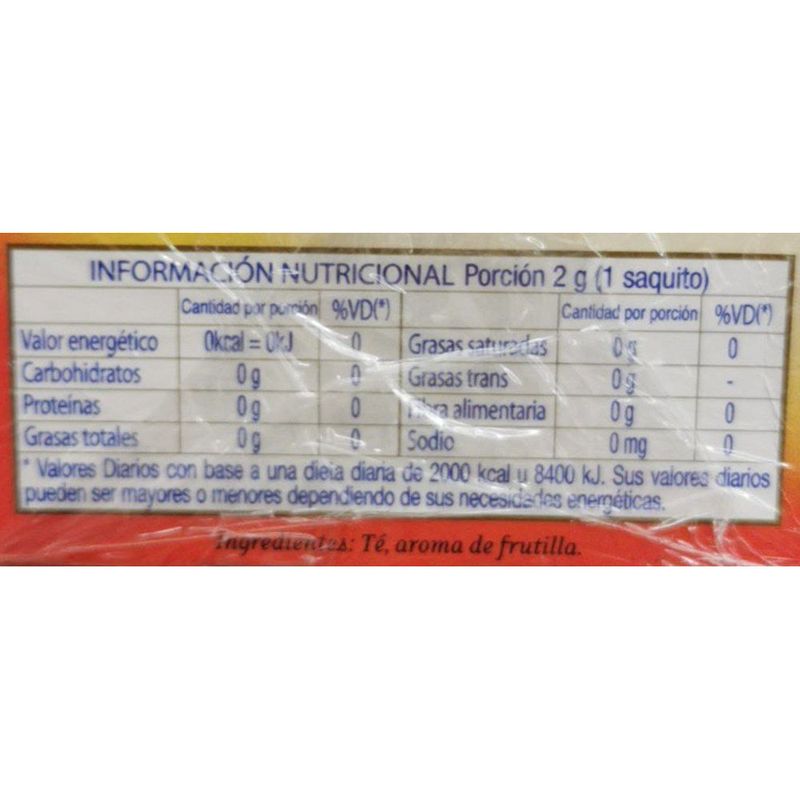 INFORMACIÓN NUTRICIONAL Porción 2 g (1 saquito)
Cantidad por porción %VD(*) Cantidad por porción %VD(*)
Valor energético 0kcal = 0kJ 0 Grasas saturadas 0 g 0
Carbohidratos 0 g 0 Grasas trans 0 g -
Proteínas 0 g 0 Fibra alimentaria 0 g 0
Grasas totales 0 g 0 Sodio 0 mg 0
* Valores Diarios con base a una dieta diaria de 2000 kcal u 8400 kJ. Sus valores diarios
pueden ser mayores o menores dependiendo de sus necesidades energéticas.
Ingredientes: Té, aroma de frutilla.